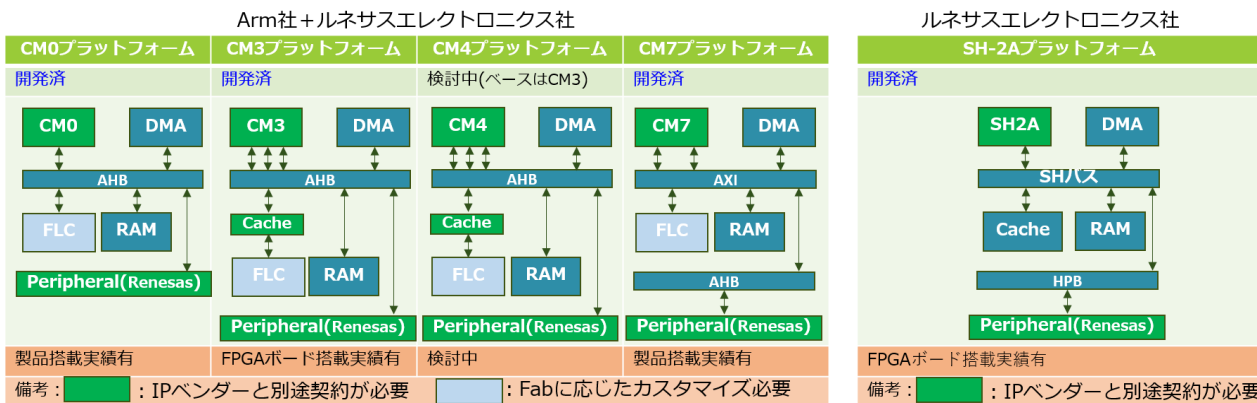 Arm社＋ルネサスエレクトロニクス社
CM0プラットフォーム
開発済
CM0
DMA
AHB
FLC
RAM
Peripheral(Renesas)
製品搭載実績有
CM3プラットフォーム
開発済
CM3
DMA
AHB
Cache
FLC
RAM
Peripheral(Renesas)
FPGAボード搭載実績有
CM4プラットフォーム
検討中(ベースはCM3)
CM4
DMA
AHB
Cache
FLC
RAM
Peripheral(Renesas)
検討中
CM7プラットフォーム
開発済
CM7
DMA
AXI
FLC
RAM
AHB
Peripheral(Renesas)
製品搭載実績有
備考：：IPベンダーと別途契約が必要
：Fabに応じたカスタマイズ必要
ルネサスエレクトロニクス社
SH-2Aプラットフォーム
開発済
SH2A
DMA
SHバス
Cache
RAM
HPB
Peripheral(Renesas)
FPGAボード搭載実績有
備考：：IPベンダーと別途契約が必要